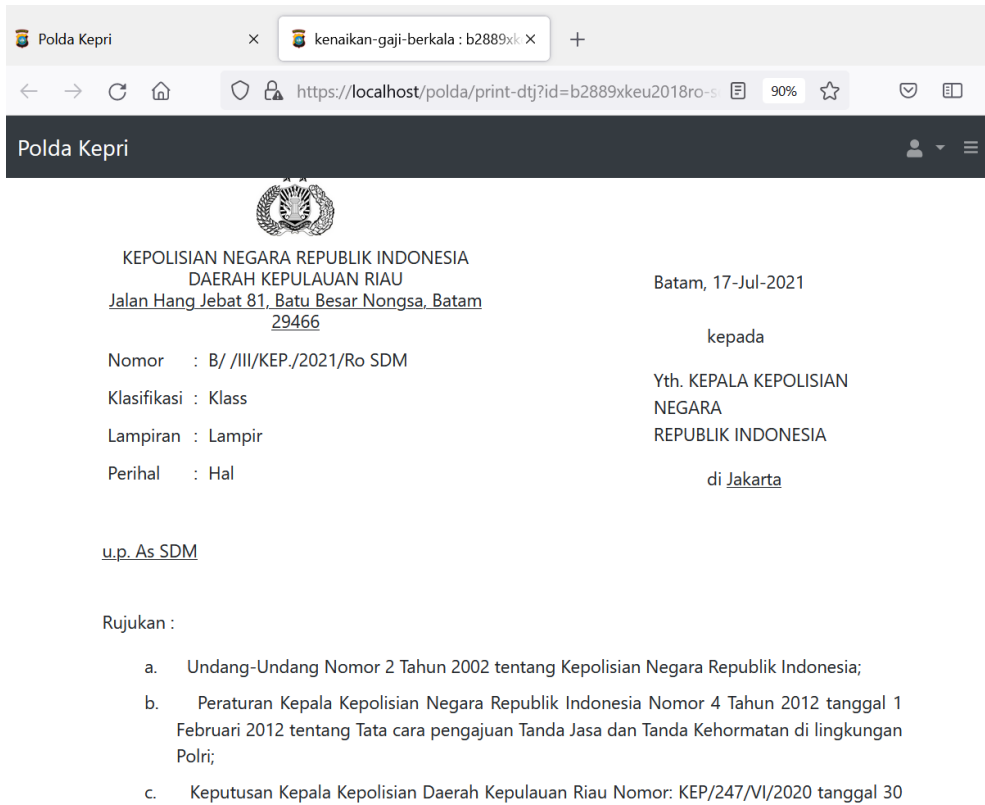 Polda Kepri
kenaikan-gaji-berkala : b2889xk
https://localhost/polda/print-dtj?id=b2889xkeu2018ro-s
90%
Polda Kepri
KEPOLISIAN NEGARA REPUBLIK INDONESIA
DAERAH KEPULAUAN RIAU
Jalan Hang Jebat 81, Batu Besar Nongsa, Batam
29466
Batam, 17-Jul-2021
kepada
Nomor : B/ /III/KEP./2021/Ro SDM
Klasifikasi : Klass
Lampiran : Lampir
Perihal : Hal
Yth. KEPALA KEPOLISIAN
NEGARA
REPUBLIK INDONESIA
di Jakarta
u.p. As SDM
Rujukan :
a. Undang-Undang Nomor 2 Tahun 2002 tentang Kepolisian Negara Republik Indonesia;
b. Peraturan Kepala Kepolisian Negara Republik Indonesia Nomor 4 Tahun 2012 tanggal 1
Februari 2012 tentang Tata cara pengajuan Tanda Jasa dan Tanda Kehormatan di lingkungan
Polri;
c. Keputusan Kepala Kepolisian Daerah Kepulauan Riau Nomor: KEP/247/VI/2020 tanggal 30